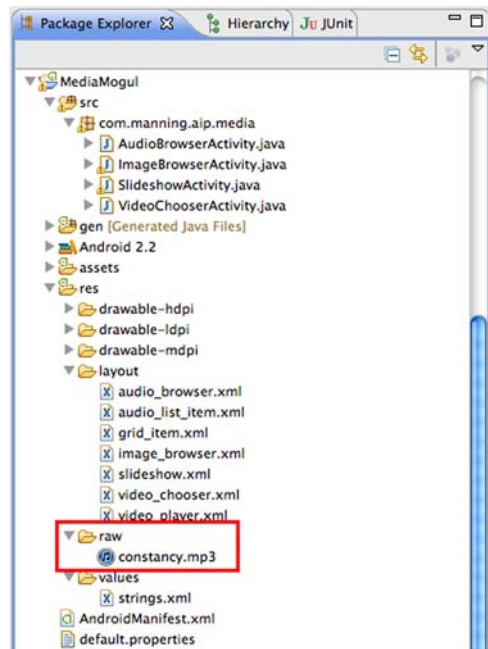 Package Explorer Hierarchy Ju JUnit
MediaMogul
src
com.manning.aip.media
AudioBrowserActivity.java
ImageBrowserActivity.java
SlideshowActivity.java
VideoChooserActivity.java
gen [Generated Java Files]
Android 2.2
assets
res
drawable-hdpi
drawable-ldpi
drawable-mdpi
layout
audio_browser.xml
audio_list_item.xml
grid_item.xml
image_browser.xml
slideshow.xml
video_chooser.xml
video_player.xml
raw
constancy.mp3
values
strings.xml
AndroidManifest.xml
default.properties